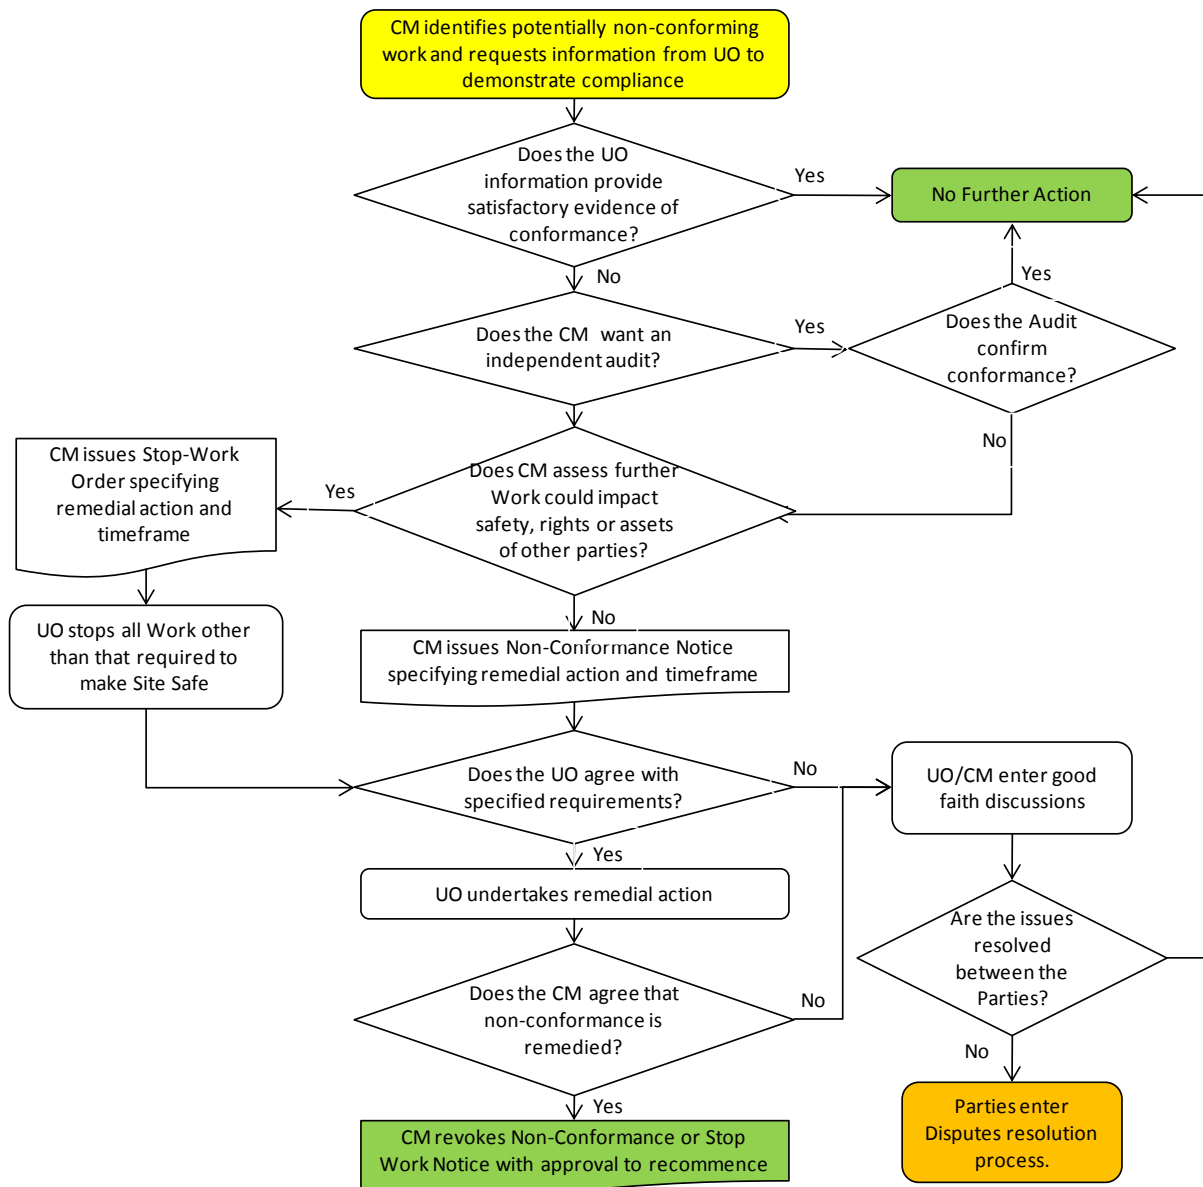 CM identifies potentially non-conforming
work and requests information from UO to
demonstrate compliance
Does the UO
information provide
satisfactory evidence of
conformance?
Yes
No Further Action
No
Yes
Does the CM want an
independent audit?
Yes
Does the Audit
confirm
conformance?
No
CM issues Stop-Work
Order specifying
remedial action and
timeframe
Yes
Does CM assess further
Work could impact
safety, rights or assets
of other parties?
UO stops all Work other
than that required to
make Site Safe
No
CM issues Non-Conformance Notice
specifying remedial action and timeframe
Does the UO agree with
specified requirements?
No
UO/CM enter good
faith discussions
Yes
UO undertakes remedial action
Are the issues
resolved
between the
Parties?
Does the CM agree that
non-conformance is
remedied?
No
No
Yes
Parties enter
Disputes resolution
process.
CM revokes Non-Conformance or Stop
Work Notice with approval to recommence